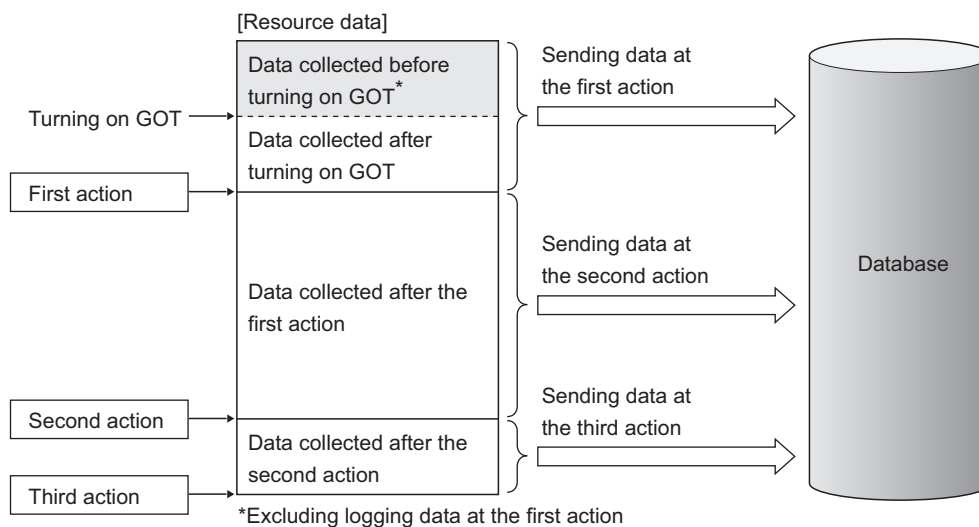 [Resource data]
Data collected before
turning on GOT*
Sending data at
the first action
Turning on GOT
Data collected after
turning on GOT
First action
Data collected after the
first action
Sending data at
the second action
Database
Second action
Data collected after the
second action
Sending data at
the third action
Third action
*Excluding logging data at the first action